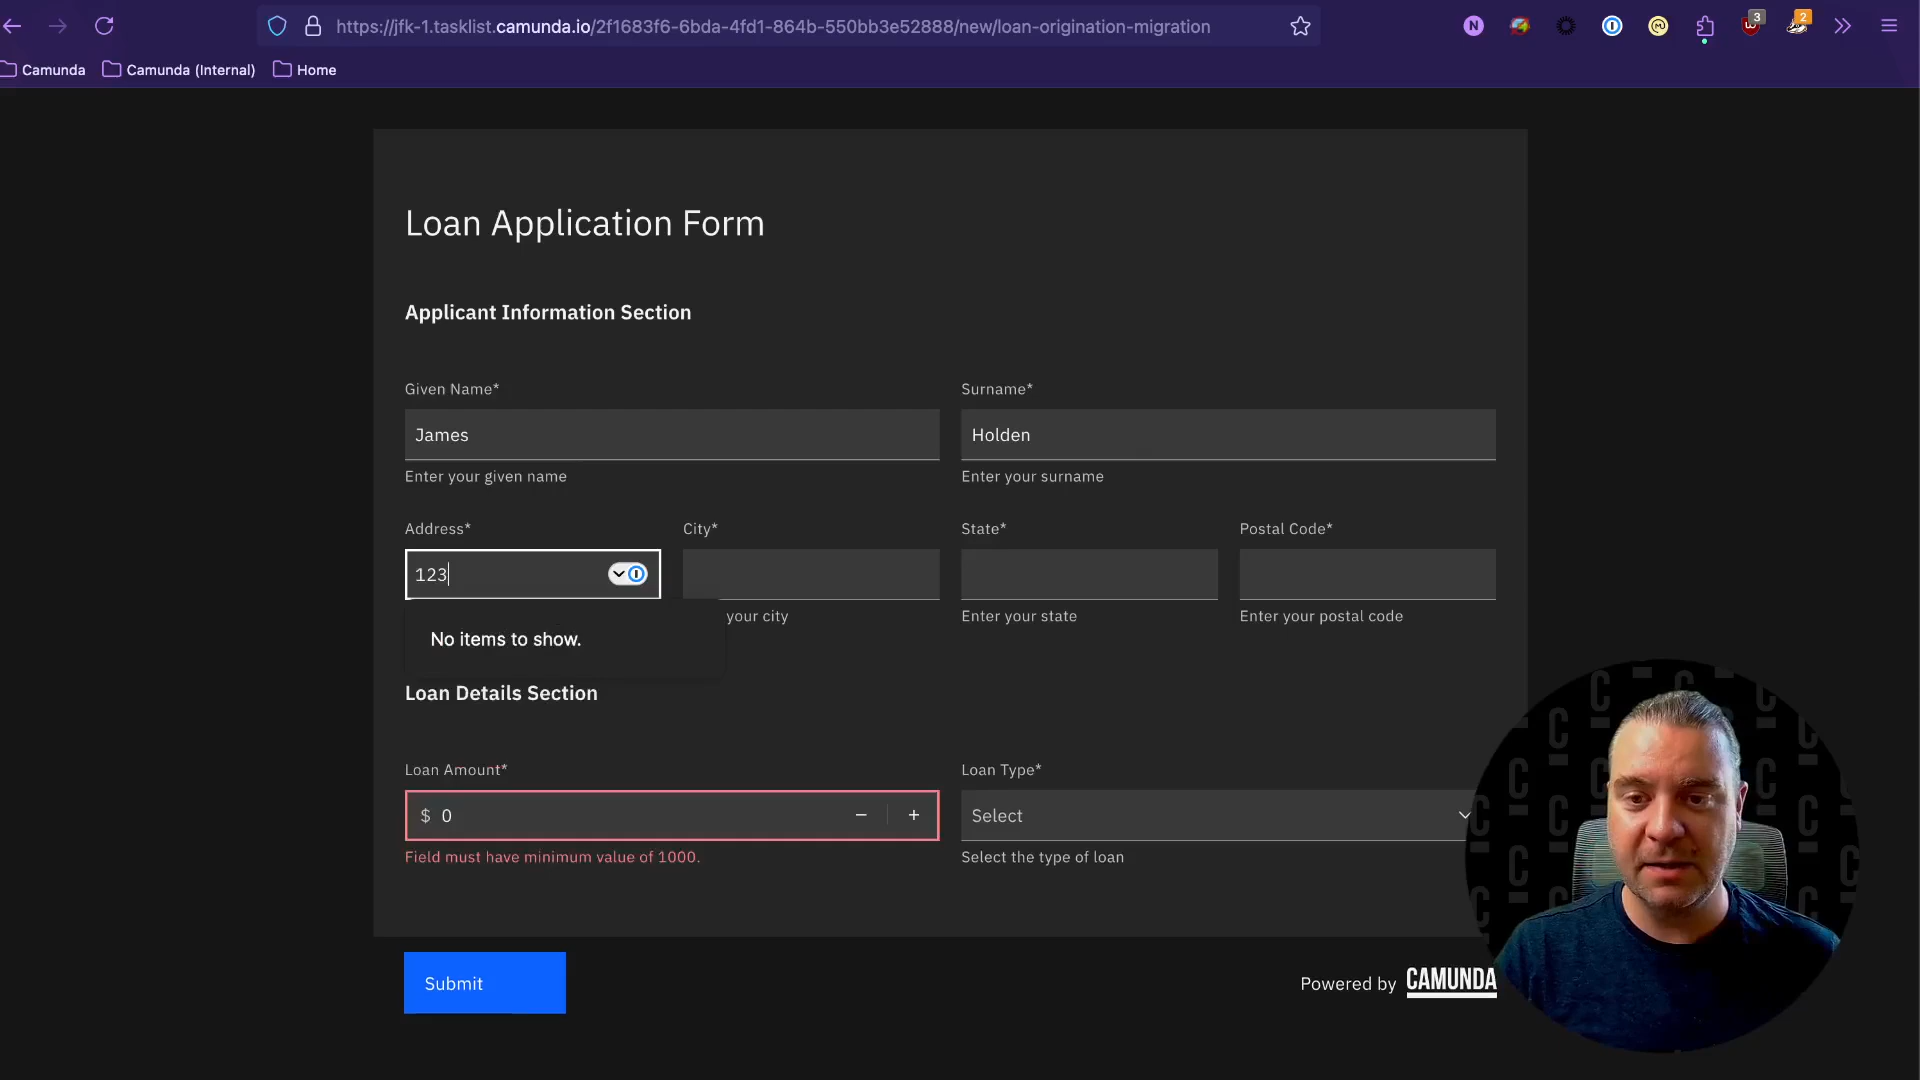 https://jfk-1.tasklist.camunda.io/2f1683f6-6bda-4fd1-864b-550bb3e52888/new/loan-origination-migration
N
3
2
Camunda
Camunda (Internal)
Home
Loan Application Form
Applicant Information Section
Given Name*
Surname*
James
Holden
Enter your given name
Enter your surname
Address*
City*
State*
Postal Code*
123
your city
Enter your state
Enter your postal code
No items to show.
Loan Details Section
Loan Amount*
Loan Type*
$ 0
Select
Field must have minimum value of 1000.
Select the type of loan
Submit
Powered by CAMUNDA